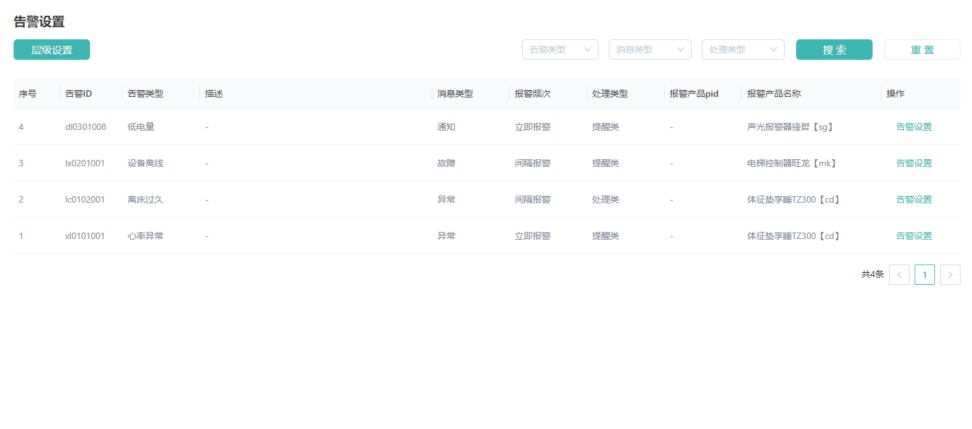 告警设置
层级设置 告警类型 消息类型 处理类型 搜索 重置
序号 告警ID 告警类型 描述 消息类型 报警频次 处理类型 报警产品pid 报警产品名称 操作
4 dl0301008 低电量 - 通知 立即报警 提醒类 - 声光报警器锋哲【sg】 告警设置
3 lx0201001 设备离线 - 故障 间隔报警 提醒类 - 电梯控制器旺龙【mk】 告警设置
2 lc0102001 离床过久 - 异常 间隔报警 处理类 - 体征垫享睡TZ300【cd】 告警设置
1 xl0101001 心率异常 - 异常 立即报警 提醒类 - 体征垫享睡TZ300【cd】 告警设置
共4条 < 1 >